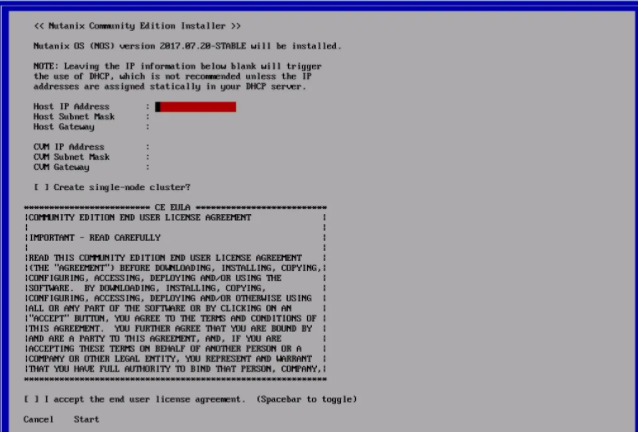 << Nutanix Community Edition Installer >>
Nutanix OS (NOS) version 2017.07.20-STABLE will be installed.
NOTE: Leaving the IP information below blank will trigger
the use of DHCP, which is not recommended unless the IP
addresses are assigned statically in your DHCP server.
Host IP Address :
Host Subnet Mask :
Host Gateway :
CVM IP Address :
CVM Subnet Mask :
CVM Gateway :
[ ] Create single-node cluster?
************************* CE EULA **************************
|COMMUNITY EDITION END USER LICENSE AGREEMENT |
| |
|IMPORTANT - READ CAREFULLY |
| |
|READ THIS COMMUNITY EDITION END USER LICENSE AGREEMENT |
|(THE "AGREEMENT") BEFORE DOWNLOADING, INSTALLING, COPYING,|
|CONFIGURING, ACCESSING, DEPLOYING AND/OR USING THE |
|SOFTWARE. BY DOWNLOADING, INSTALLING, COPYING, |
|CONFIGURING, ACCESSING, DEPLOYING AND/OR OTHERWISE USING |
|ALL OR ANY PART OF THE SOFTWARE OR BY CLICKING ON AN |
|"ACCEPT" BUTTON, YOU AGREE TO THE TERMS AND CONDITIONS OF |
|THIS AGREEMENT. YOU FURTHER AGREE THAT YOU ARE BOUND BY |
|AND ARE A PARTY TO THIS AGREEMENT, AND, IF YOU ARE |
|ACCEPTING THESE TERMS ON BEHALF OF ANOTHER PERSON OR A |
|COMPANY OR OTHER LEGAL ENTITY, YOU REPRESENT AND WARRANT |
|THAT YOU HAVE FULL AUTHORITY TO BIND THAT PERSON, COMPANY,|
************************************************************
[ ] I accept the end user license agreement. (Spacebar to toggle)
Cancel Start